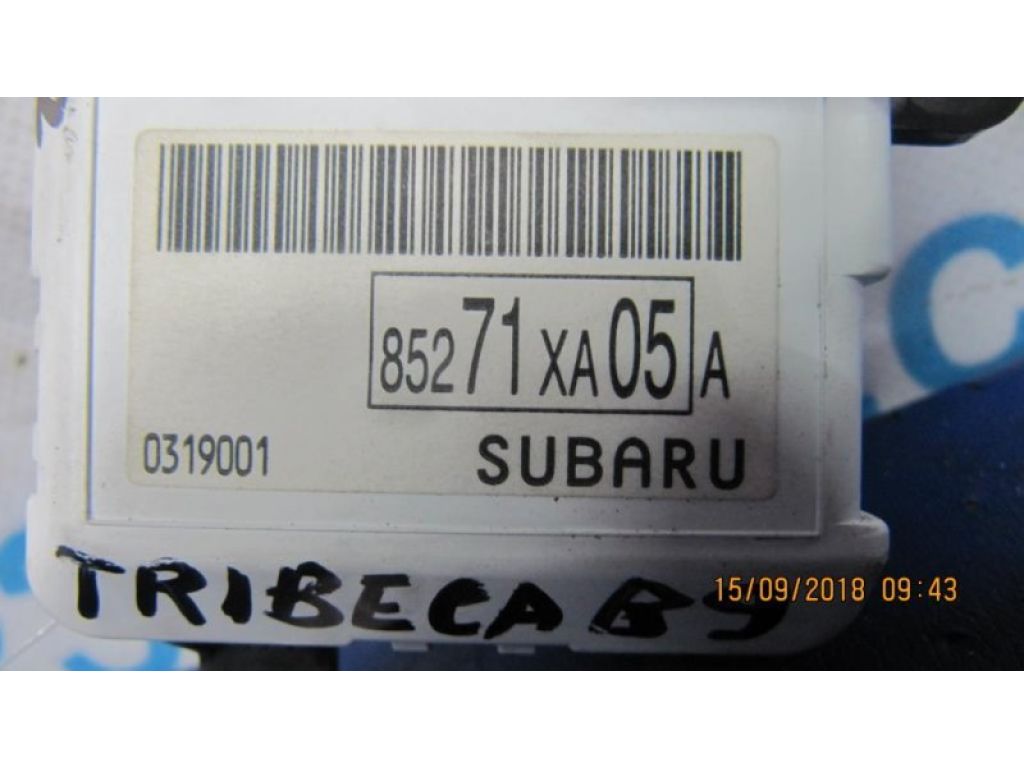 85271XA05A
0319001 SUBARU
TRIBECA B9
15/09/2018 09:43